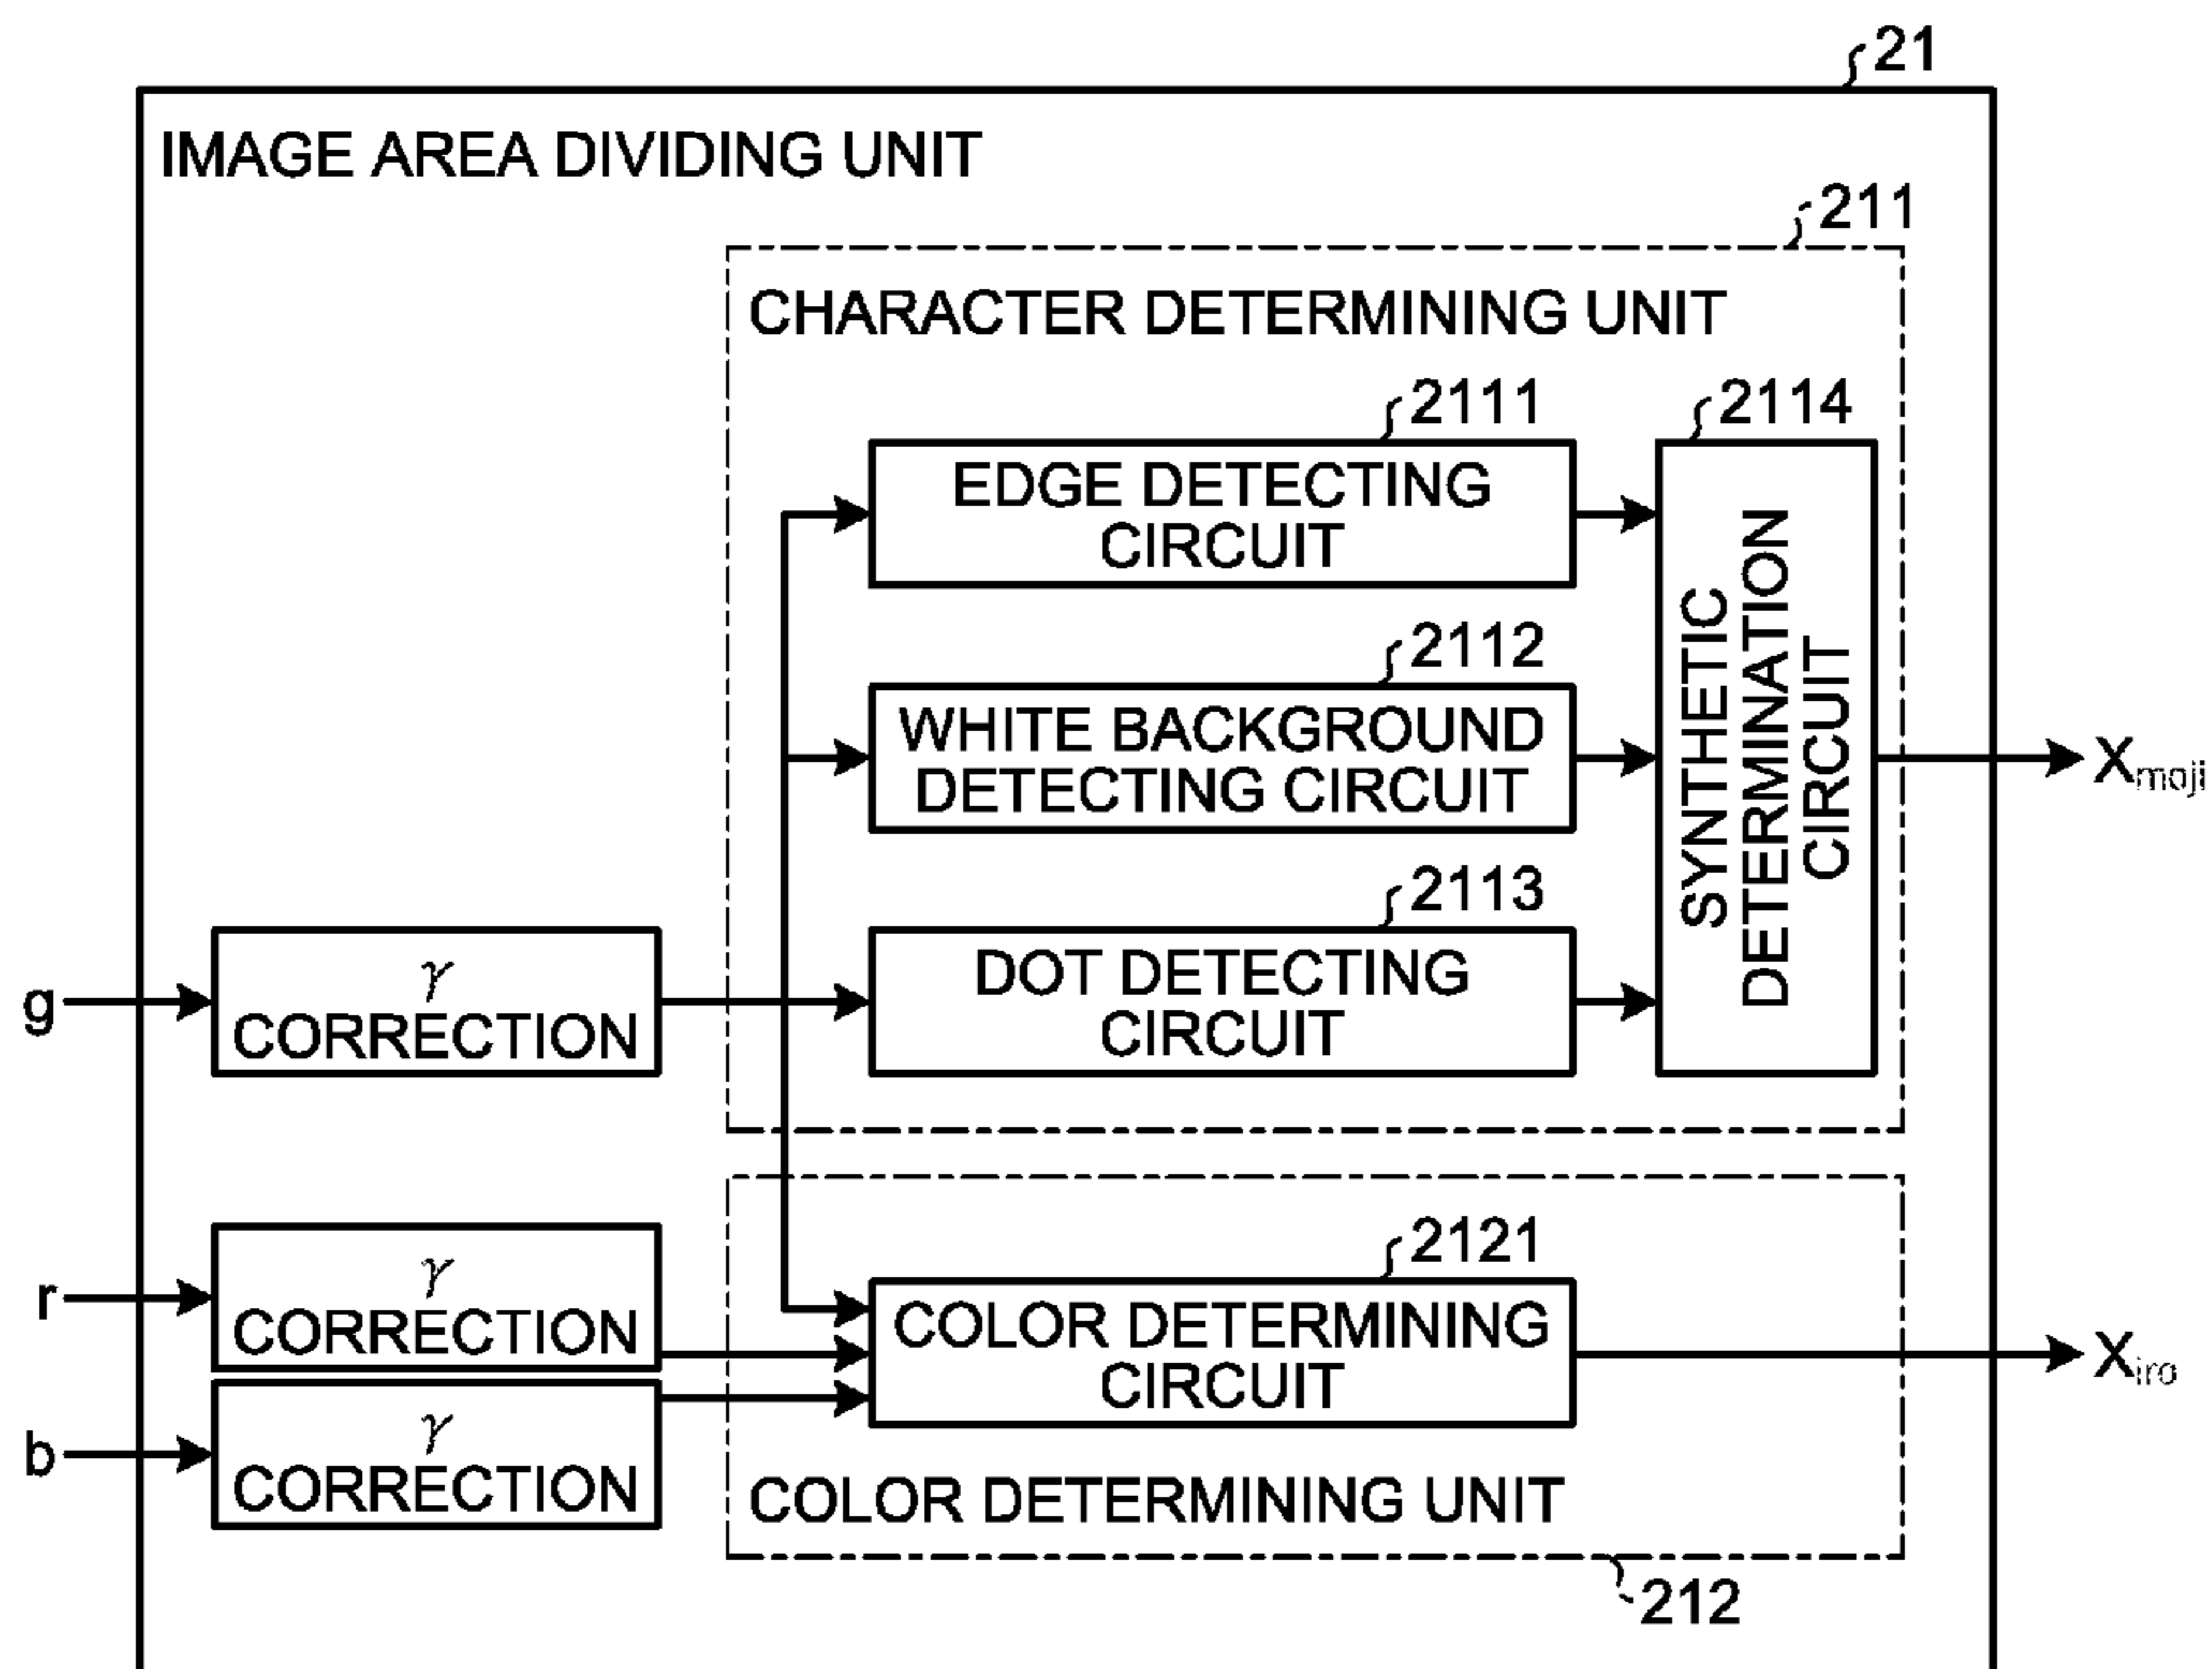 21
IMAGE AREA DIVIDING UNIT
211
CHARACTER DETERMINING UNIT
2111
EDGE DETECTING
CIRCUIT
2112
WHITE BACKGROUND
DETECTING CIRCUIT
2113
DOT DETECTING
CIRCUIT
2114
SYNTHETIC
DETERMINATION
CIRCUIT
Xmoji
g
γ
CORRECTION
r
γ
CORRECTION
b
γ
CORRECTION
2121
COLOR DETERMINING
CIRCUIT
Xiro
COLOR DETERMINING UNIT
212